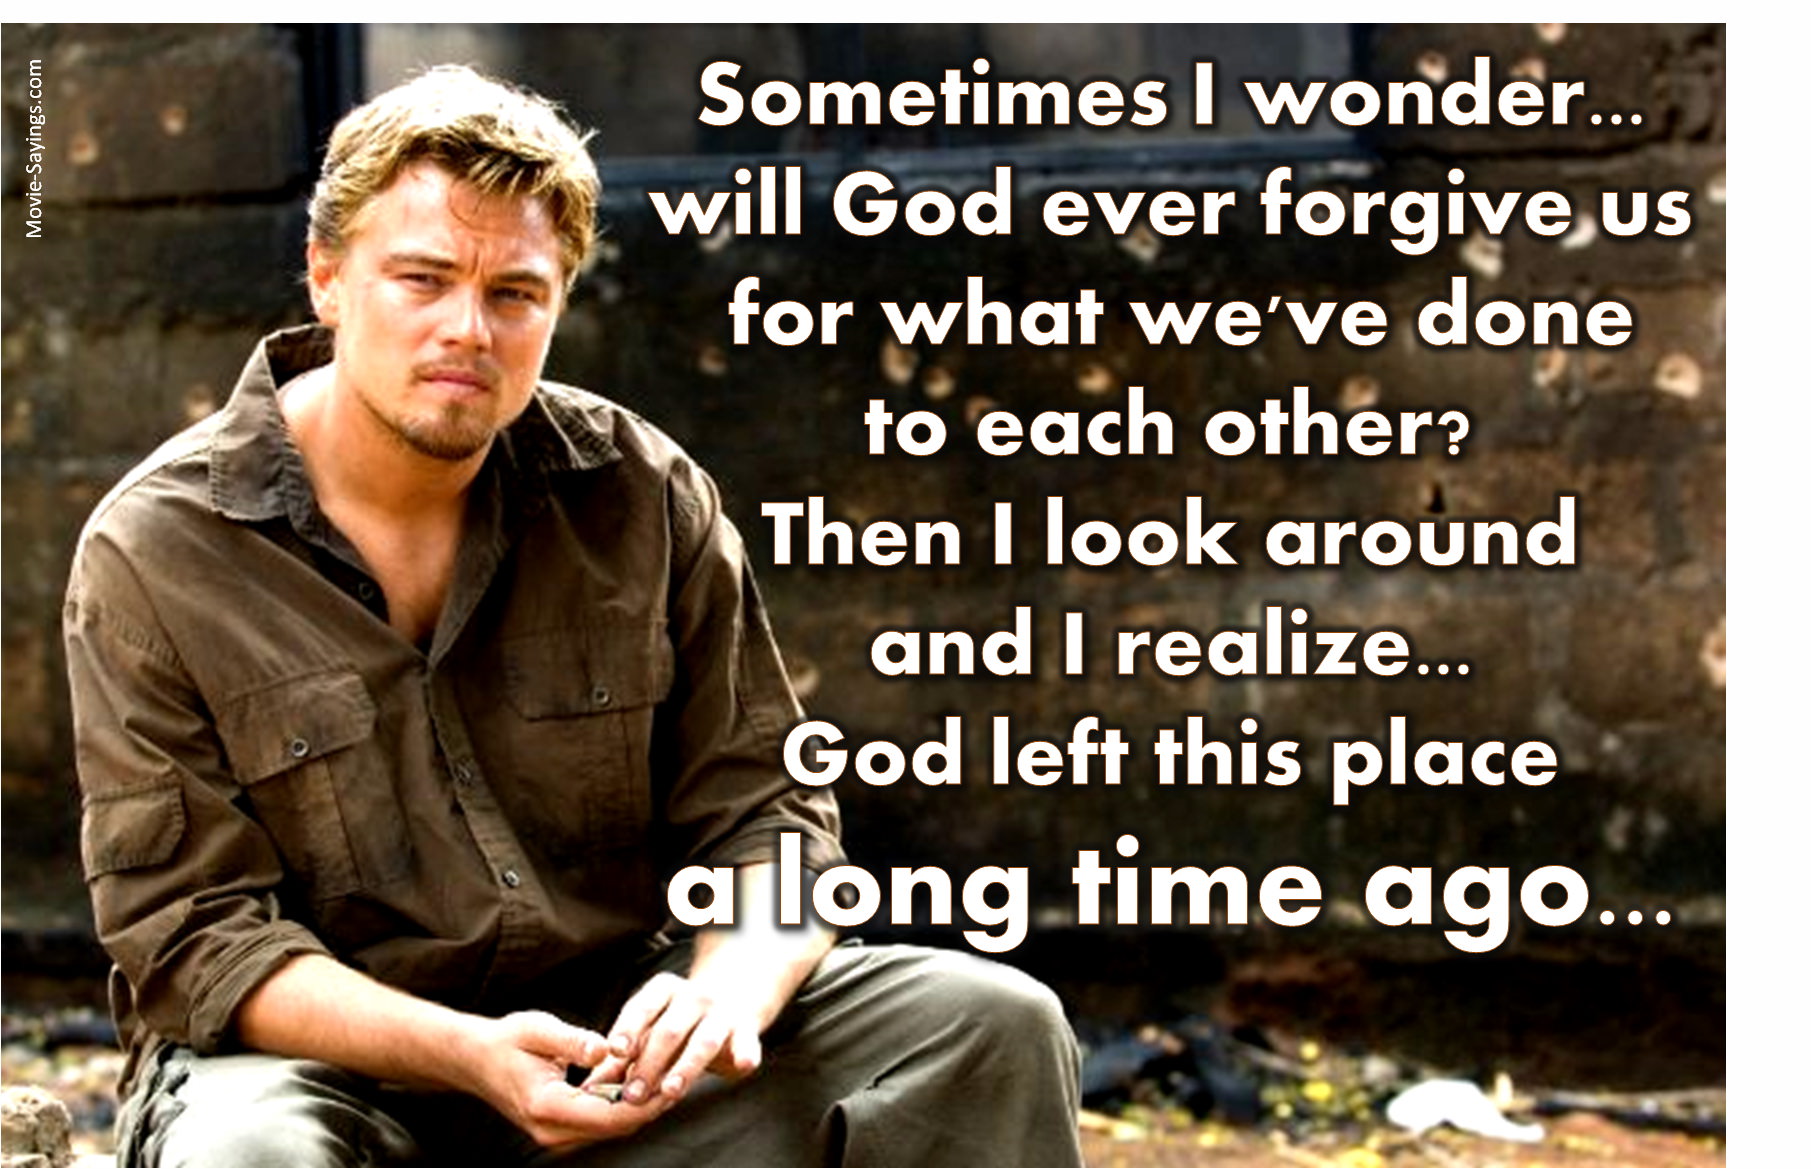 Movie-Sayings.com
Sometimes I wonder...
will God ever forgive us
for what we've done
to each other?
Then I look around
and I realize...
God left this place
a long time ago...